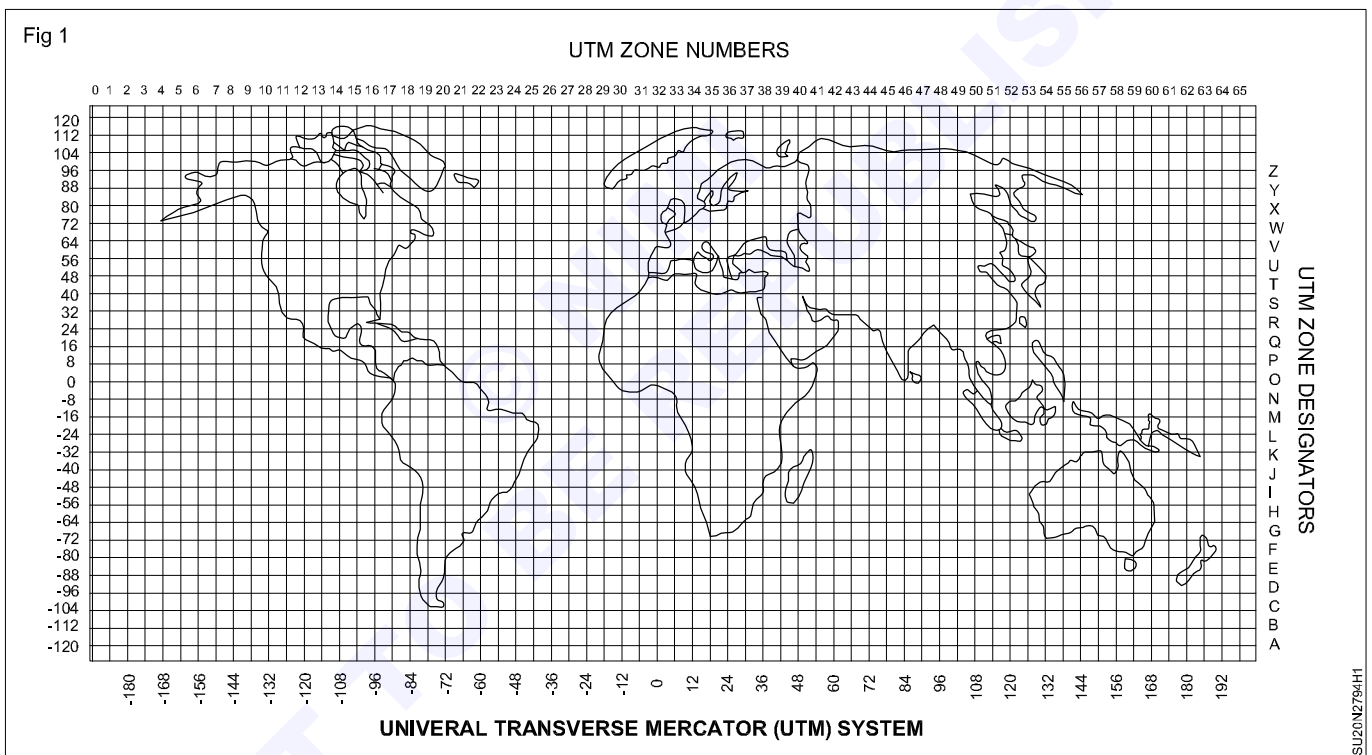 Fig 1
UTM ZONE NUMBERS
0 1 2 3 4 5 6 7 8 9 10 11 12 13 14 15 16 17 18 19 20 21 22 23 24 25 26 27 28 29 30 31 32 33 34 35 36 37 38 39 40 41 42 43 44 45 46 47 48 49 50 51 52 53 54 55 56 57 58 59 60 61 62 63 64 65
120
112
104
96
88
80
72
64
56
48
40
32
24
16
8
0
-8
-16
-24
-32
-40
-48
-56
-64
-72
-80
-88
-96
-104
-112
-120
Z
Y
X
W
V
U
T
S
R
Q
P
O
N
M
L
K
J
I
H
G
F
E
D
C
B
A
UTM ZONE DESIGNATORS
-180 -168 -156 -144 -132 -120 -108 -96 -84 -72 -60 -48 -36 -24 -12 0 12 24 36 48 60 72 84 96 108 120 132 144 156 168 180 192
UNIVERAL TRANSVERSE MERCATOR (UTM) SYSTEM
SU20N2794H1
© NIMI
TO BE REPUBLIS